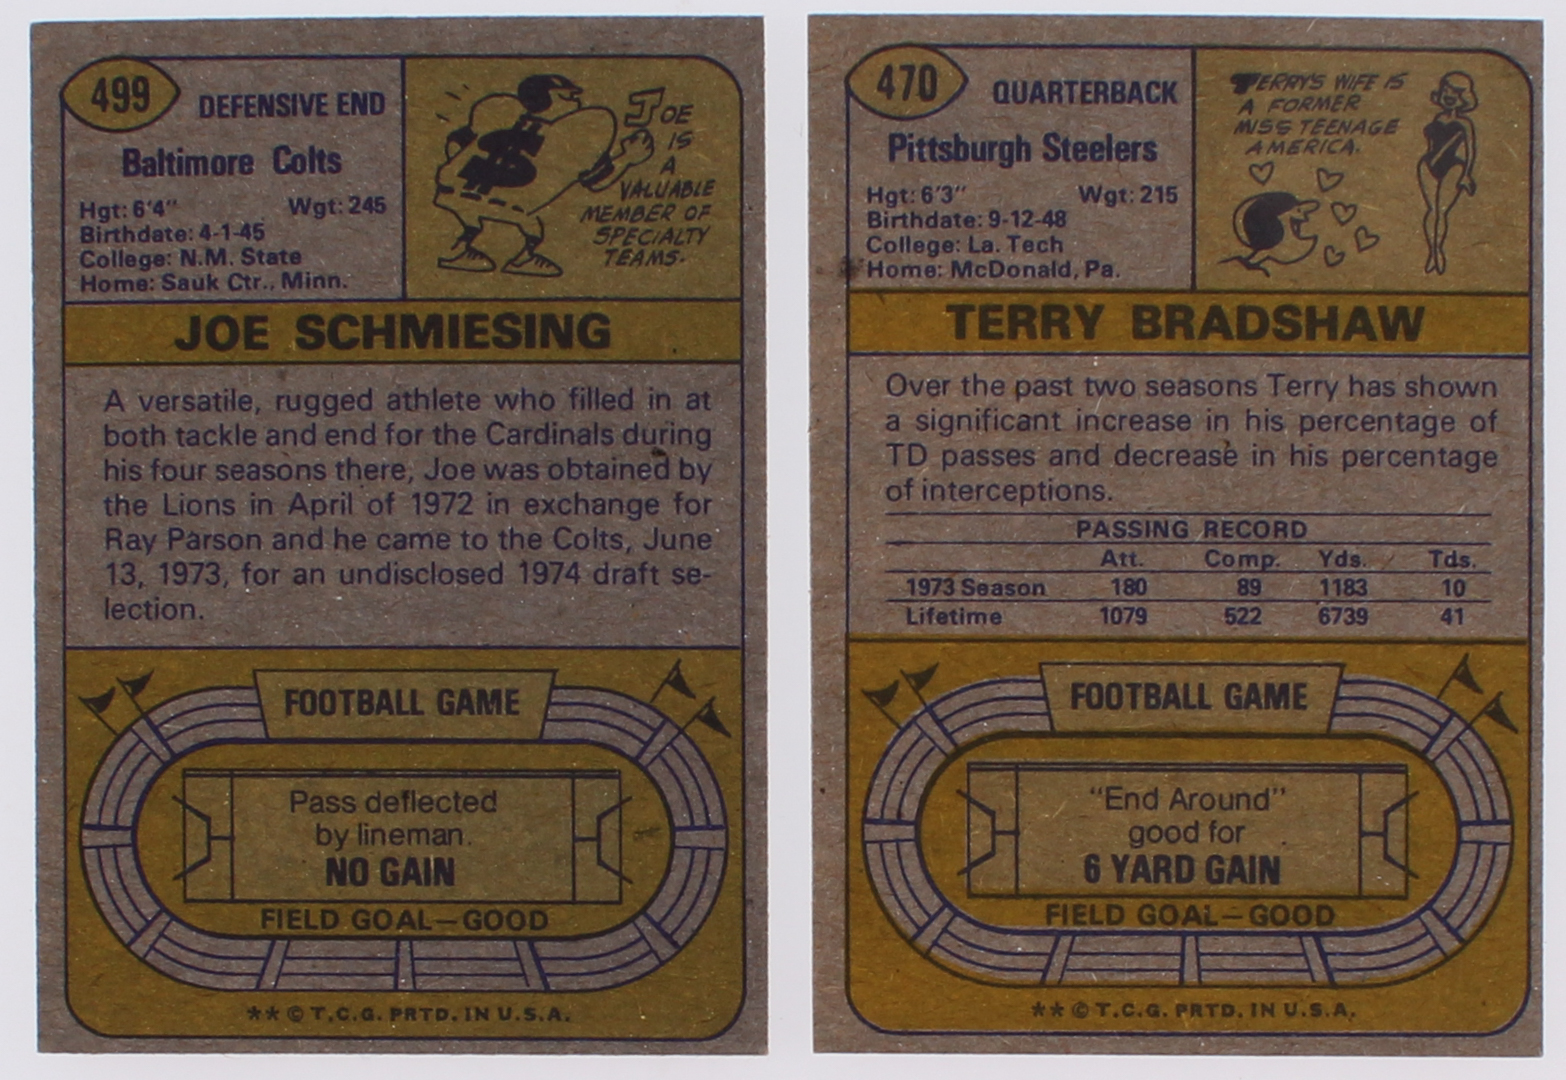 499
DEFENSIVE END
Baltimore Colts
Hgt: 6'4" Wgt: 245
Birthdate: 4-1-45
College: N.M. State
Home: Sauk Ctr., Minn.
JOE
IS
A
VALUABLE
MEMBER OF
SPECIALTY
TEAMS.
JOE SCHMIESING
A versatile, rugged athlete who filled in at
both tackle and end for the Cardinals during
his four seasons there, Joe was obtained by
the Lions in April of 1972 in exchange for
Ray Parson and he came to the Colts, June
13, 1973, for an undisclosed 1974 draft se-
lection.
FOOTBALL GAME
Pass deflected
by lineman.
NO GAIN
FIELD GOAL—GOOD
** © T.C.G. PRTD. IN U.S.A.
470
QUARTERBACK
Pittsburgh Steelers
Hgt: 6'3" Wgt: 215
Birthdate: 9-12-48
College: La. Tech
Home: McDonald, Pa.
TERRY'S WIFE IS
A FORMER
MISS TEENAGE
AMERICA.
TERRY BRADSHAW
Over the past two seasons Terry has shown
a significant increase in his percentage of
TD passes and decrease in his percentage
of interceptions.
PASSING RECORD
Att. Comp. Yds. Tds.
1973 Season 180 89 1183 10
Lifetime 1079 522 6739 41
FOOTBALL GAME
"End Around"
good for
6 YARD GAIN
FIELD GOAL—GOOD
** © T.C.G. PRTD. IN U.S.A.